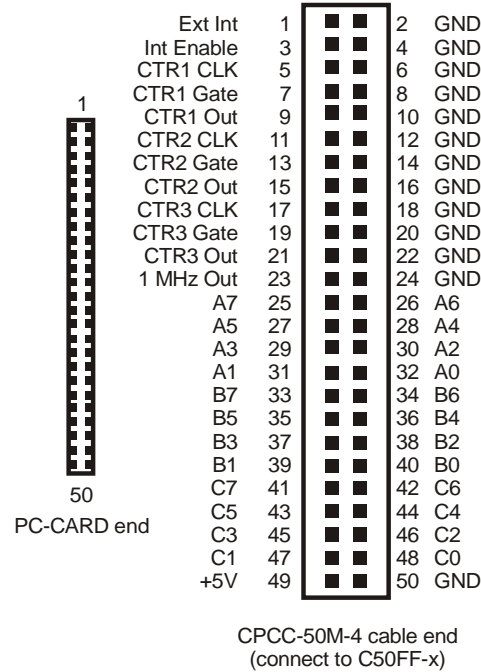 Ext Int 1 2 GND
Int Enable 3 4 GND
CTR1 CLK 5 6 GND
CTR1 Gate 7 8 GND
CTR1 Out 9 10 GND
CTR2 CLK 11 12 GND
CTR2 Gate 13 14 GND
CTR2 Out 15 16 GND
CTR3 CLK 17 18 GND
CTR3 Gate 19 20 GND
CTR3 Out 21 22 GND
1 MHz Out 23 24 GND
A7 25 26 A6
A5 27 28 A4
A3 29 30 A2
A1 31 32 A0
B7 33 34 B6
B5 35 36 B4
B3 37 38 B2
B1 39 40 B0
C7 41 42 C6
C5 43 44 C4
C3 45 46 C2
C1 47 48 C0
+5V 49 50 GND
1
50
PC-CARD end
CPCC-50M-4 cable end
(connect to C50FF-x)